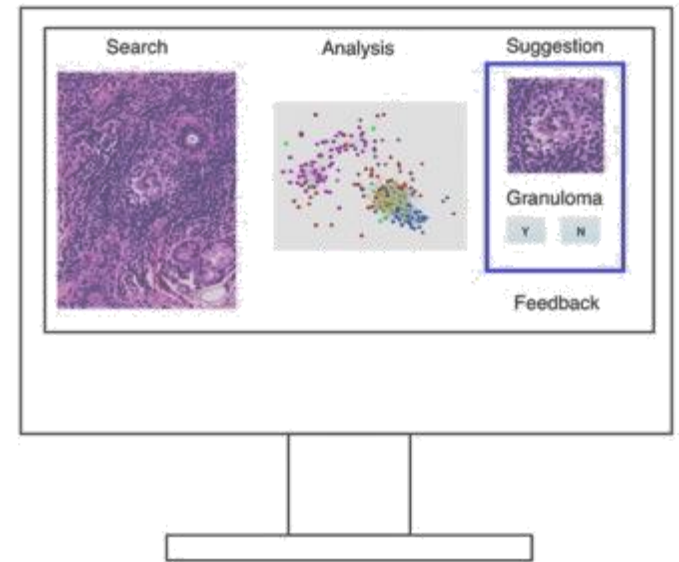 Search
Analysis
Suggestion
Granuloma
Y
N
Feedback